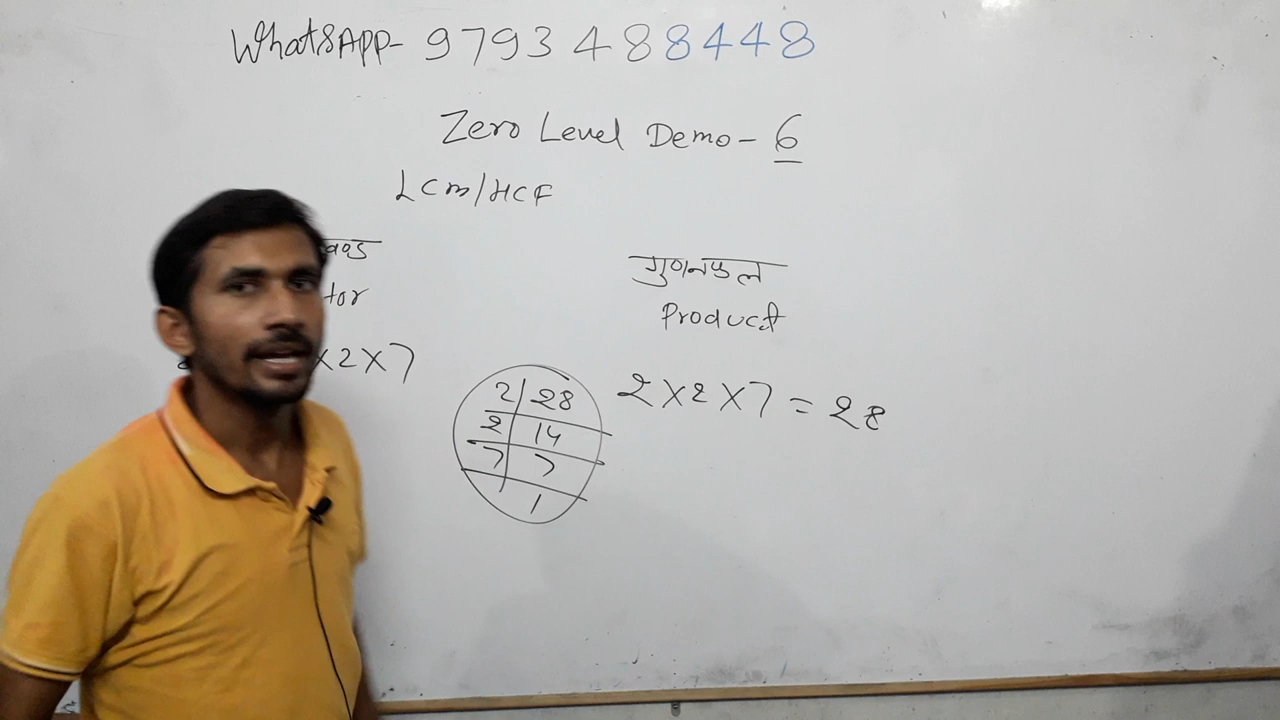 WhatsApp- 9793488448
Zero Level Demo- 6
LCM/HCF
गुणनफल
Product
×2×7
2 | 28
2 | 14
7 | 7
1
2×2×7 = 28